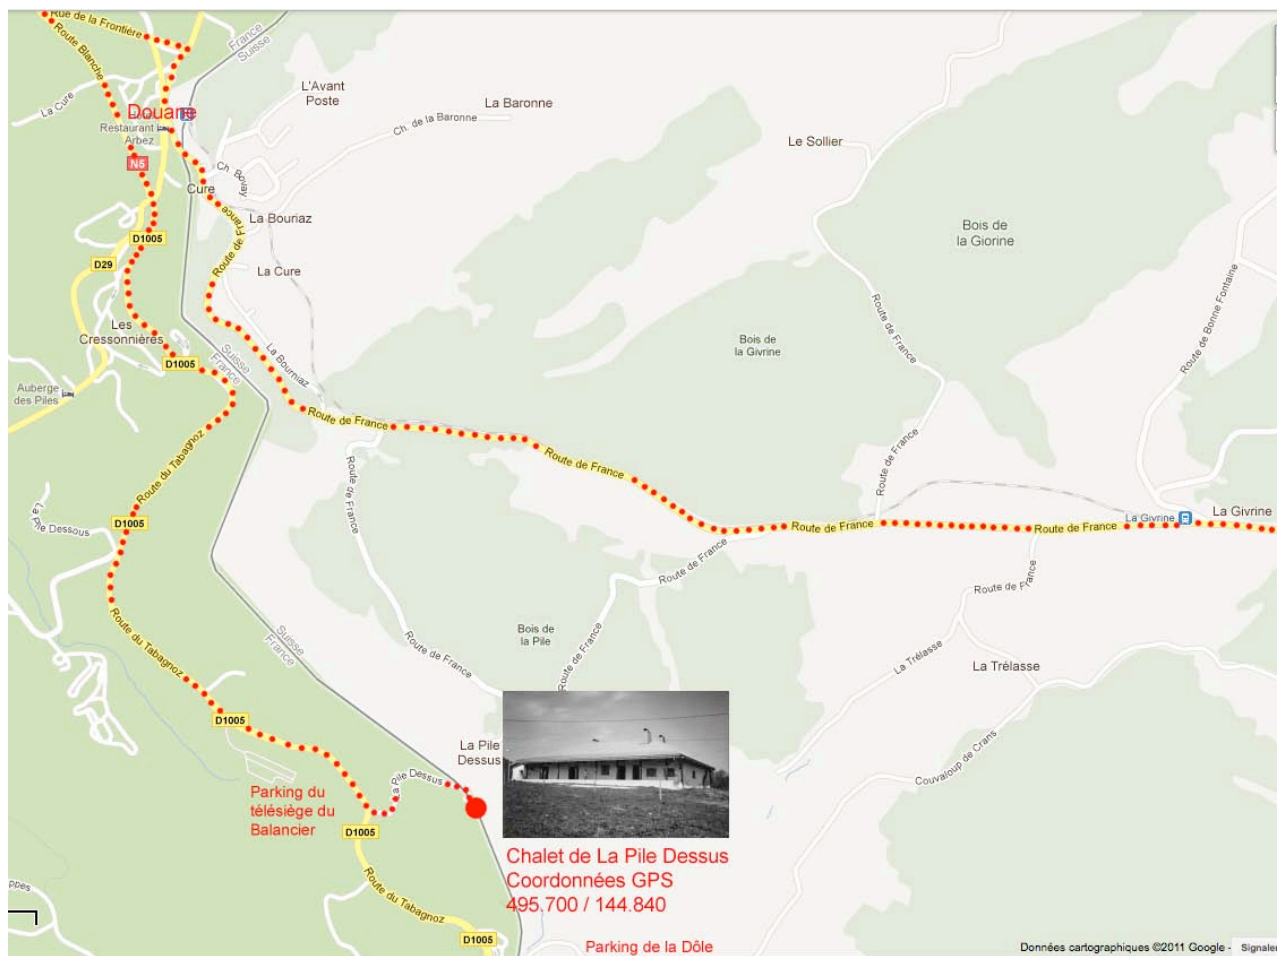 Rue de la Frontière
France
Suisse
Route Blanche
L'Avant
Poste
La Cure
La Baronne
Douane
Restaurant
Arbez
Ch. de la Baronne
Le Sollier
N5
Ch. Bovay
Cure
La Bouriaz
Route de France
D1005
Bois de
la Giorine
D29
La Cure
Route de Bonne Fontaine
Les
Cressonnières
Route de France
Bois de
la Givrine
Suisse
France
La Bourniaz
D1005
Auberge
des Piles
Route de France
Route du Tabagnoz
Route de France
Route de France
Route de France
La Pile Dessous
D1005
Route de France
Route de France
La Givrine
La Givrine
Route de France
Route de France
Route du Tabagnoz
Suisse
France
Bois de
la Pile
Route de France
Route de France
La Trélasse
La Trélasse
D1005
La Pile
Dessus
La Pile Dessus
Couvaloup de Crans
Parking du
télésiège du
Balancier
D1005
Chalet de La Pile Dessus
Coordonnées GPS
495.700 / 144.840
Route du Tabagnoz
ppes
D1005
Parking de la Dôle
Données cartographiques ©2011 Google -
Signaler